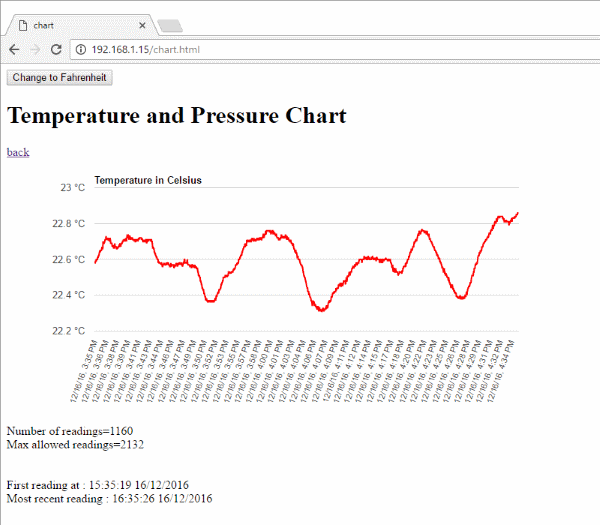 chart
192.168.1.15/chart.html
Change to Fahrenheit
Temperature and Pressure Chart
back
Temperature in Celsius
23 °C
22.8 °C
22.6 °C
22.4 °C
22.2 °C
12/16/16, 3:35 PM
12/16/16, 3:36 PM
12/16/16, 3:38 PM
12/16/16, 3:39 PM
12/16/16, 3:41 PM
12/16/16, 3:43 PM
12/16/16, 3:44 PM
12/16/16, 3:46 PM
12/16/16, 3:47 PM
12/16/16, 3:49 PM
12/16/16, 3:50 PM
12/16/16, 3:52 PM
12/16/16, 3:53 PM
12/16/16, 3:55 PM
12/16/16, 3:57 PM
12/16/16, 4:00 PM
12/16/16, 4:01 PM
12/16/16, 4:03 PM
12/16/16, 4:04 PM
12/16/16, 4:06 PM
12/16/16, 4:07 PM
12/16/16, 4:09 PM
12/16/16, 4:11 PM
12/16/16, 4:12 PM
12/16/16, 4:14 PM
12/16/16, 4:15 PM
12/16/16, 4:17 PM
12/16/16, 4:18 PM
12/16/16, 4:20 PM
12/16/16, 4:22 PM
12/16/16, 4:23 PM
12/16/16, 4:25 PM
12/16/16, 4:26 PM
12/16/16, 4:28 PM
12/16/16, 4:29 PM
12/16/16, 4:31 PM
12/16/16, 4:32 PM
12/16/16, 4:34 PM
Number of readings=1160
Max allowed readings=2132
First reading at : 15:35:19 16/12/2016
Most recent reading : 16:35:26 16/12/2016